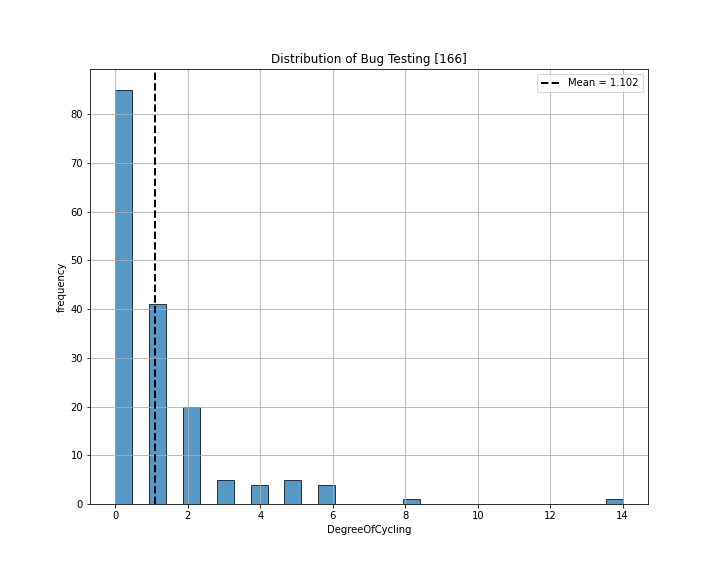 Distribution of Bug Testing [166]
Mean = 1.102
frequency
80
70
60
50
40
30
20
10
0
0 2 4 6 8 10 12 14
DegreeOfCycling